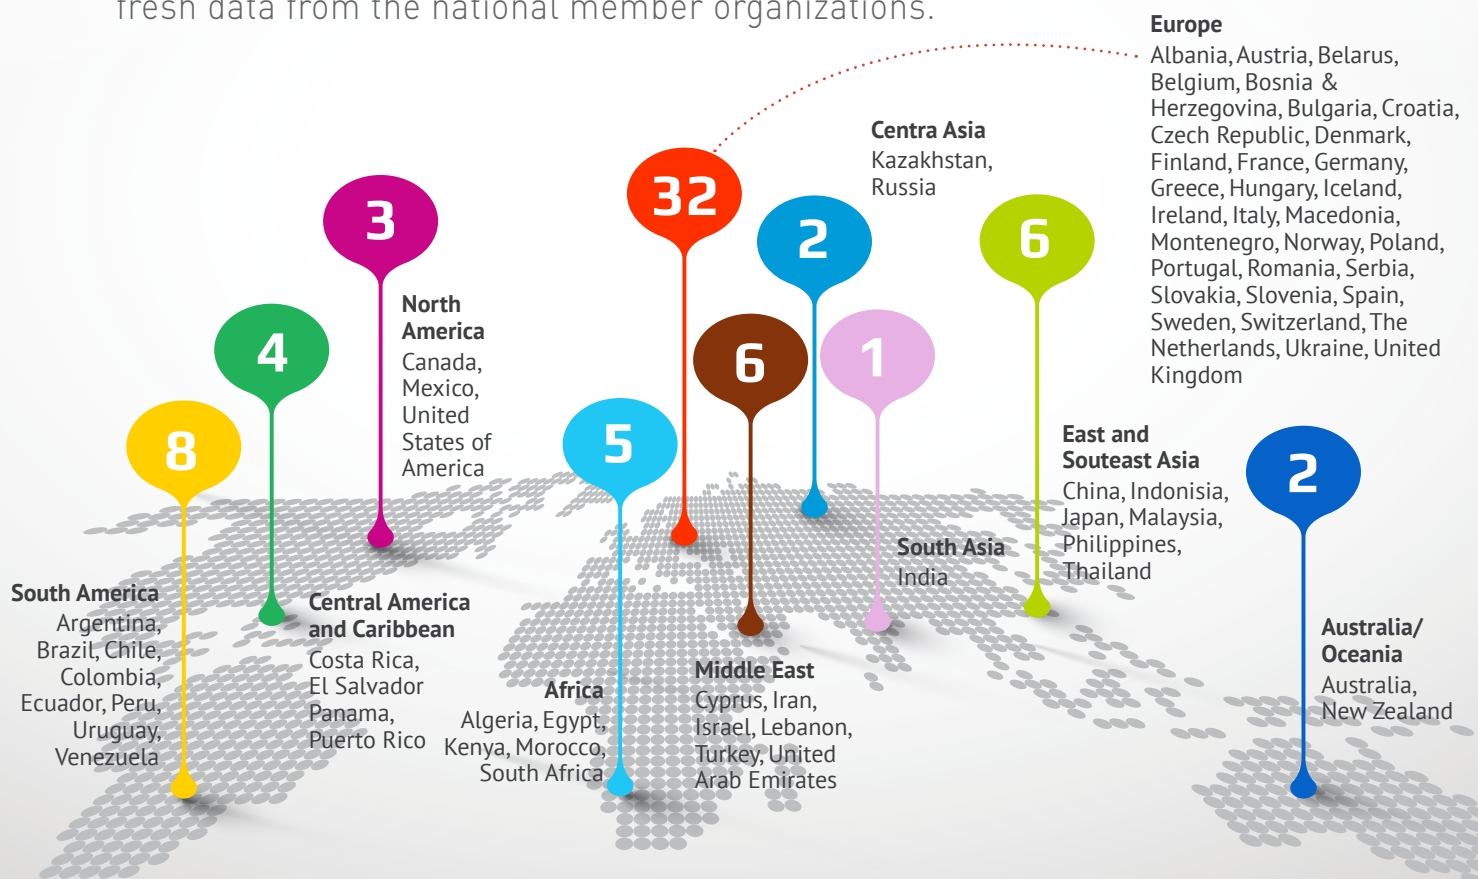 fresh data from the national member organizations.
Europe
Albania, Austria, Belarus,
Belgium, Bosnia &
Herzegovina, Bulgaria, Croatia,
Czech Republic, Denmark,
Finland, France, Germany,
Greece, Hungary, Iceland,
Ireland, Italy, Macedonia,
Montenegro, Norway, Poland,
Portugal, Romania, Serbia,
Slovakia, Slovenia, Spain,
Sweden, Switzerland, The
Netherlands, Ukraine, United
Kingdom
32
Centra Asia
Kazakhstan,
Russia
2
3
North
America
Canada,
Mexico,
United
States of
America
6
East and
Souteast Asia
China, Indonisia,
Japan, Malaysia,
Philippines,
Thailand
4
Central America
and Caribbean
Costa Rica,
El Salvador
Panama,
Puerto Rico
6
Middle East
Cyprus, Iran,
Israel, Lebanon,
Turkey, United
Arab Emirates
1
South Asia
India
8
South America
Argentina,
Brazil, Chile,
Colombia,
Ecuador, Peru,
Uruguay,
Venezuela
5
Africa
Algeria, Egypt,
Kenya, Morocco,
South Africa
2
Australia/
Oceania
Australia,
New Zealand